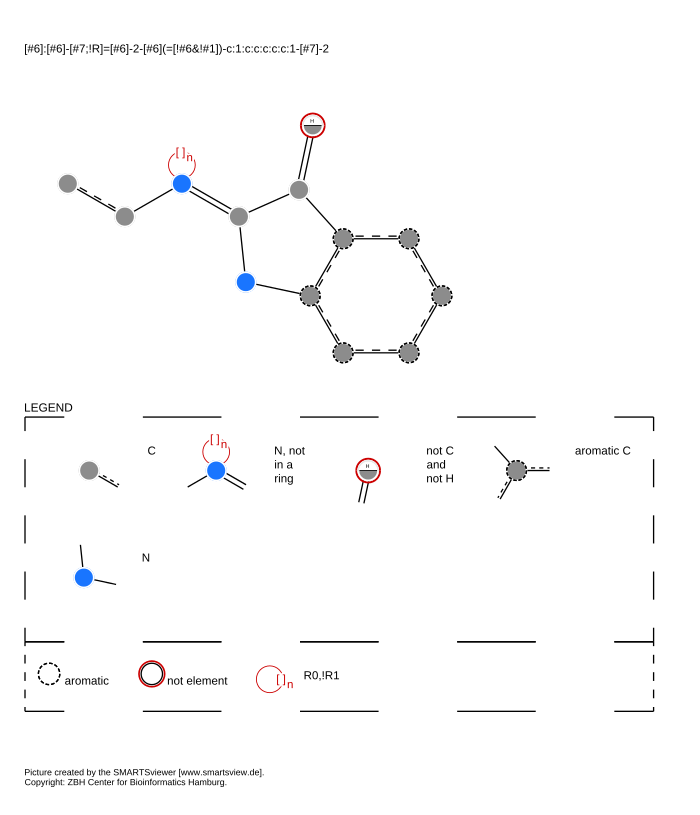 [#6]:[#6]-[#7;!R]=[#6]-2-[#6](=[!#6&!#1])-c:1:c:c:c:c:c:1-[#7]-2
[ ]n
H
LEGEND
C
[ ]n
N, not
in a
ring
H
not C
and
not H
aromatic C
N
aromatic
not element
[ ]n
R0,!R1
Picture created by the SMARTSviewer [www.smartsview.de].
Copyright: ZBH Center for Bioinformatics Hamburg.